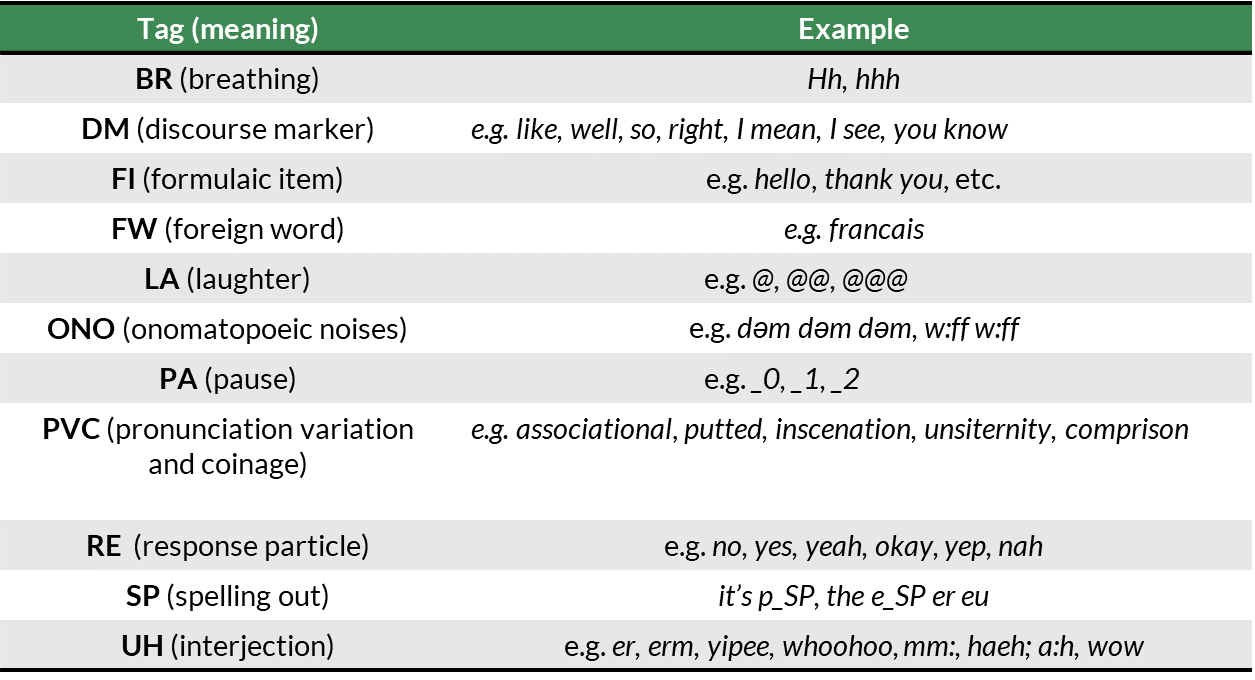 Tag (meaning) Example
BR (breathing) Hh, hhh
DM (discourse marker) e.g. like, well, so, right, I mean, I see, you know
FI (formulaic item) e.g. hello, thank you, etc.
FW (foreign word) e.g. francais
LA (laughter) e.g. @, @@, @@@
ONO (onomatopoeic noises) e.g. dəm dəm dəm, w:ff w:ff
PA (pause) e.g. _0, _1, _2
PVC (pronunciation variation e.g. associational, putted, inscenation, unsiternity, comprison
and coinage)
RE (response particle) e.g. no, yes, yeah, okay, yep, nah
SP (spelling out) it’s p_SP, the e_SP er eu
UH (interjection) e.g. er, erm, yipee, whoohoo, mm:, haeh; a:h, wow